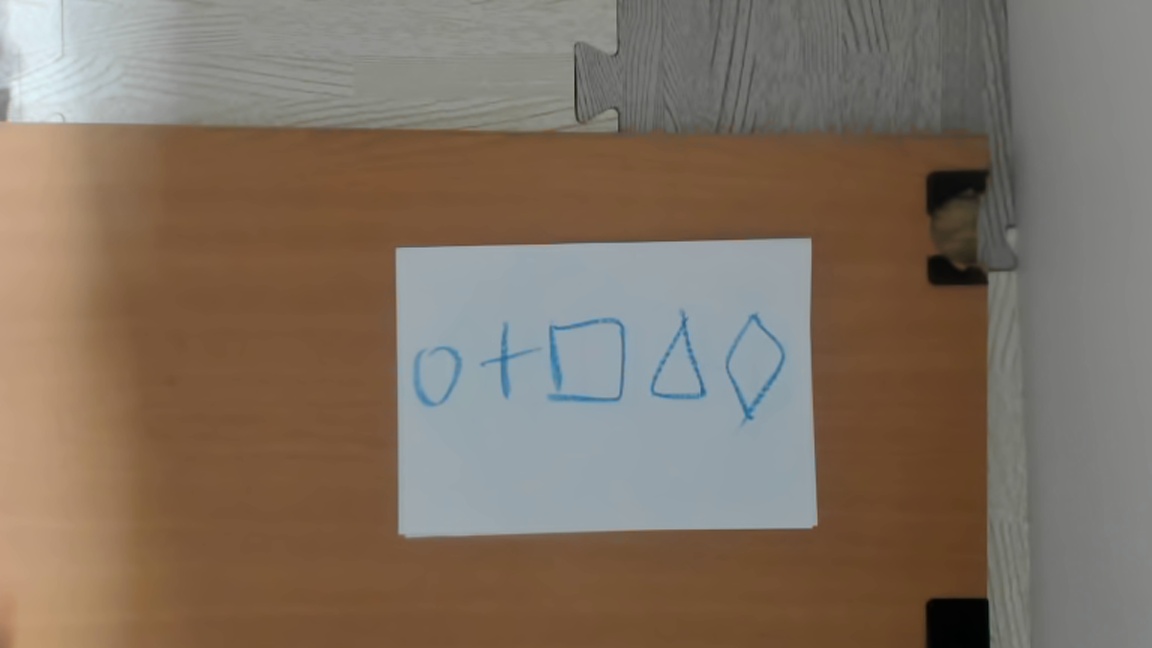 O + □ △ ◇